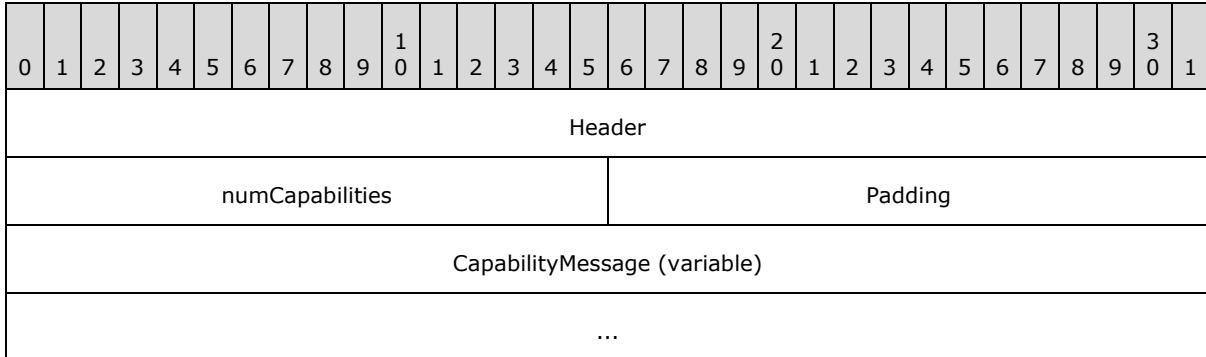 0 1 2 3 4 5 6 7 8 9 1 0 1 2 3 4 5 6 7 8 9 2 0 1 2 3 4 5 6 7 8 9 3 0 1
Header
numCapabilities Padding
CapabilityMessage (variable)
...